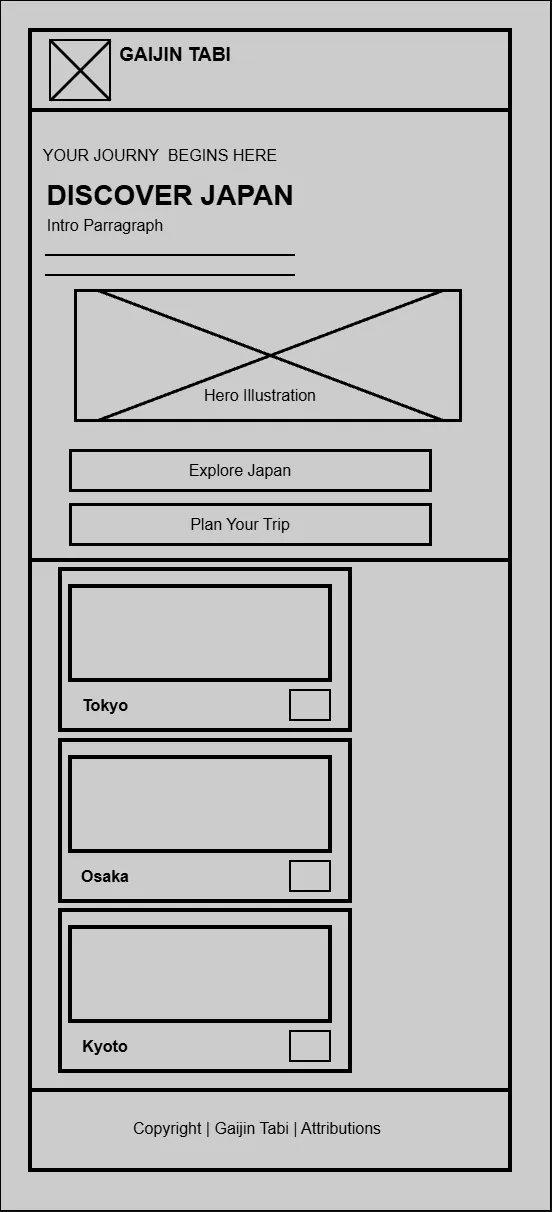 GAIJIN TABI
YOUR JOURNY  BEGINS HERE
DISCOVER JAPAN
Intro Parragraph
Hero Illustration
Explore Japan
Plan Your Trip
Tokyo
Osaka
Kyoto
Copyright | Gaijin Tabi | Attributions